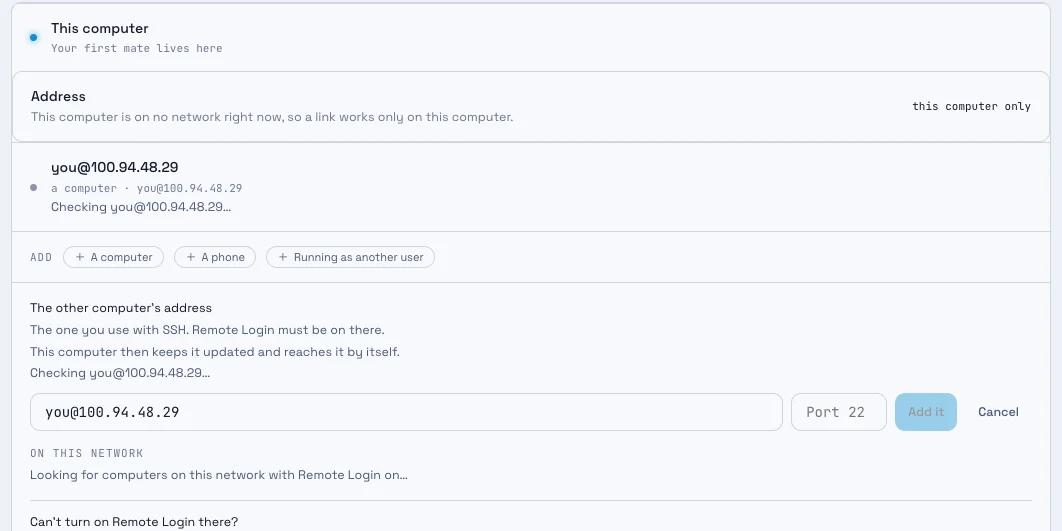 This computer
Your first mate lives here
Address
This computer is on no network right now, so a link works only on this computer.
this computer only
you@100.94.48.29
a computer · you@100.94.48.29
Checking you@100.94.48.29…
ADD
+ A computer
+ A phone
+ Running as another user
The other computer's address
The one you use with SSH. Remote Login must be on there.
This computer then keeps it updated and reaches it by itself.
Checking you@100.94.48.29…
you@100.94.48.29
Port 22
Add it
Cancel
ON THIS NETWORK
Looking for computers on this network with Remote Login on…
Can't turn on Remote Login there?